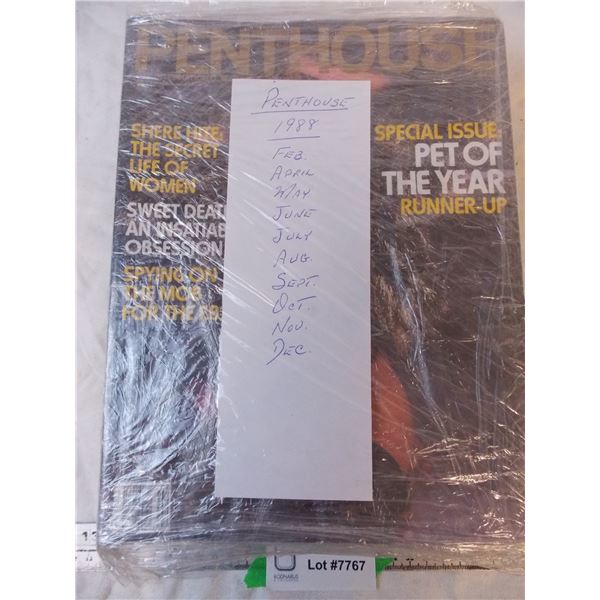 PENTHOUSE
SHERE HITE:
THE SECRET
LIFE OF
WOMEN
SWEET DEAT
AN INSATIAB
OBSESSION
SPYING ON
THE MOB
FOR THE
PENTHOUSE
1988
FEB.
APRIL
MAY
JUNE
JULY
AUG.
SEPT.
OCT.
NOV.
DEC.
SPECIAL ISSUE:
PET OF
THE YEAR
RUNNER-UP
Lot #7767